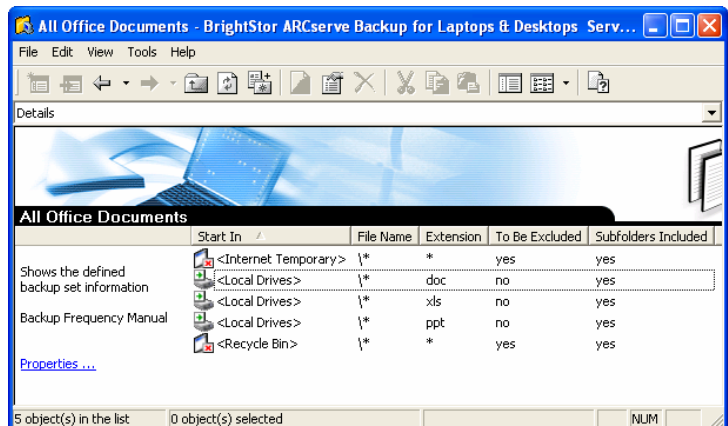 All Office Documents - BrightStor ARCserve Backup for Laptops & Desktops Serv...
File Edit View Tools Help
Details
All Office Documents
Start In File Name Extension To Be Excluded Subfolders Included
<Internet Temporary> \* * yes yes
<Local Drives> \* doc no yes
<Local Drives> \* xls no yes
<Local Drives> \* ppt no yes
<Recycle Bin> \* * yes yes
Shows the defined
backup set information
Backup Frequency Manual
Properties ...
5 object(s) in the list 0 object(s) selected NUM